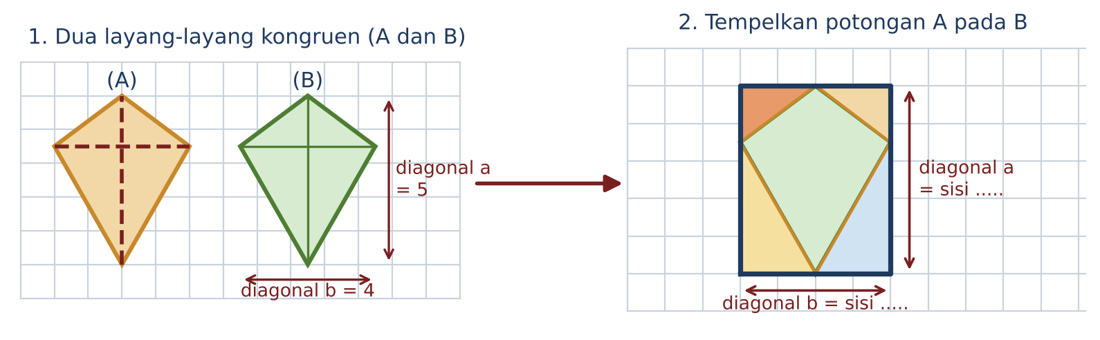 1. Dua layang-layang kongruen (A dan B)
(A)
(B)
diagonal a
= 5
diagonal b = 4
2. Tempelkan potongan A pada B
diagonal a
= sisi .....
diagonal b = sisi .....